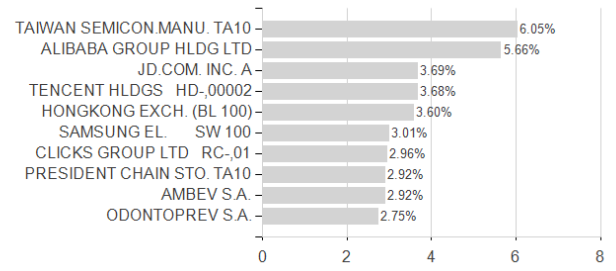 TAIWAN SEMICON.MANU. TA10 6.05%
ALIBABA GROUP HLDG LTD 5.66%
JD.COM. INC. A 3.69%
TENCENT HLDGS HD-,00002 3.68%
HONGKONG EXCH. (BL 100) 3.60%
SAMSUNG EL. SW 100 3.01%
CLICKS GROUP LTD RC-,01 2.96%
PRESIDENT CHAIN STO. TA10 2.92%
AMBEV S.A. 2.92%
ODONTOPREV S.A. 2.75%
0 2 4 6 8